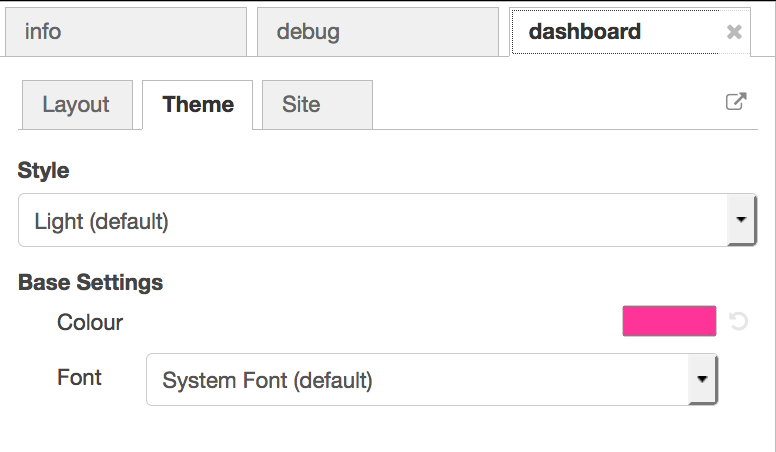 info debug dashboard
Layout Theme Site
Style
Light (default)
Base Settings
Colour
Font System Font (default)